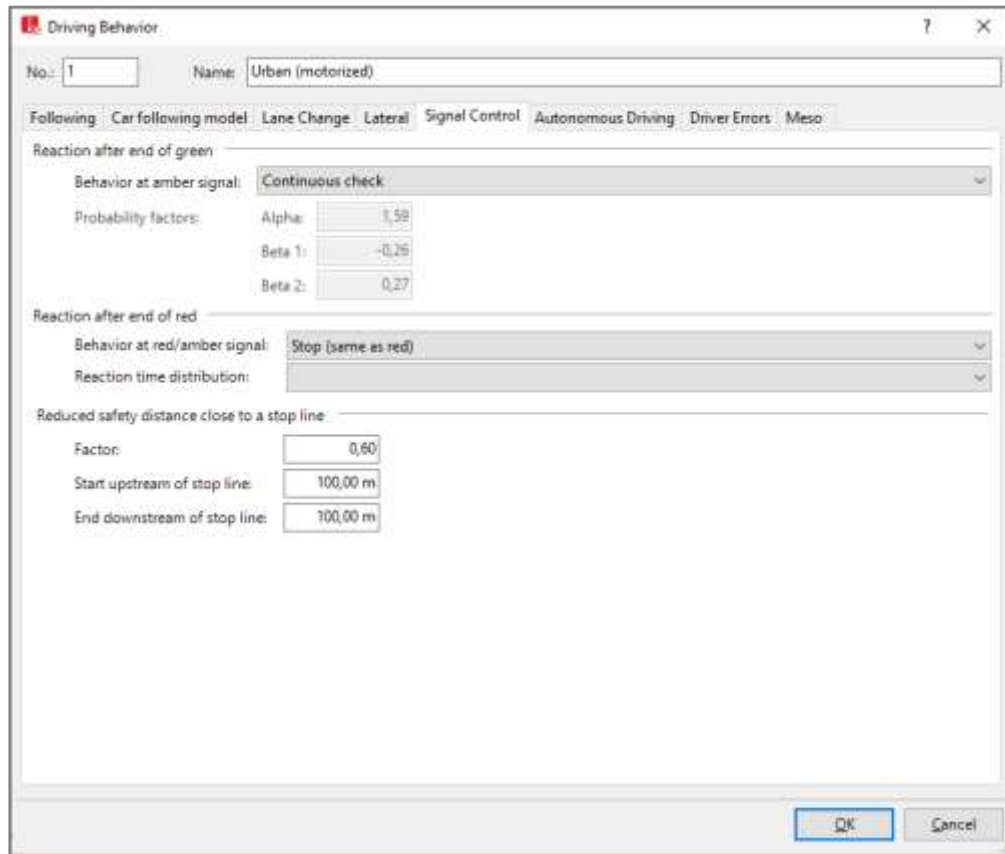 Driving Behavior ? ×
No.: 1 Name: Urban (motorized)
Following Car following model Lane Change Lateral Signal Control Autonomous Driving Driver Errors Meso
Reaction after end of green
Behavior at amber signal: Continuous check
Probability factors: Alpha: 1,59
Beta 1: -0,26
Beta 2: 0,27
Reaction after end of red
Behavior at red/amber signal: Stop (same as red)
Reaction time distribution:
Reduced safety distance close to a stop line
Factor: 0,60
Start upstream of stop line: 100,00 m
End downstream of stop line: 100,00 m
OK Cancel